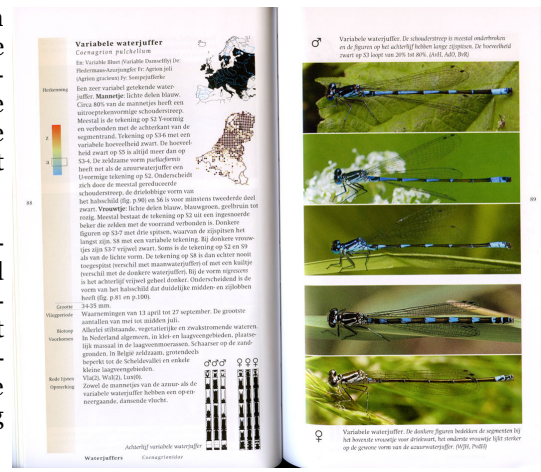 Variabele waterjuffer
Coenagrion pulchellum
En: Variable Bluet (Variable Damselfly) De:
Fledermaus-Azurjungfer Fr: Agrion joli
(Agrion gracieux) Fy: Sompejufferke
Herkenning
Een zeer variabel getekende water-
juffer. Mannetje: lichte delen blauw.
Circa 80% van de mannetjes heeft een
uitroeptekenvormige schouderstreep.
Meestal is de tekening op S2 Y-vormig
en verbonden met de achterkant van de
segmentrand. Tekening op S3-6 met een
variabele hoeveelheid zwart. De hoeveel-
heid zwart op S5 is altijd meer dan op
S3-4. De zeldzame vorm
heeft net als de azuurwaterjuffer een
U-vormige tekening op S2. Onderscheidt
zich door de meestal gereduceerde
schouderstreep, de drielobbige vorm van
het halsschild (fig. p.90) en S6 is voor minstens tweederde deel
zwart. Vrouwtje: lichte delen blauw, blauwgroen, geelbruin tot
rozig. Meestal bestaat de tekening op S2 uit een ingesnoerde
beker die zelden met de voorrand verbonden is. Donkere
figuren op S3-7 met drie spitsen, waarvan de zijspitsen het
langst zijn. S8 met een variabele tekening. Bij donkere vrouw-
tjes zijn S3-7 vrijwel zwart. Soms is de tekening op S2 en S9
als van de lichte vorm. De tekening op S8 is dan echter nooit
toegespitst (verschil met maanwaterjuffer) of met een kuiltje
(verschil met de donkere waterjuffer). Bij de vorm nigrescens
is het achterlijf vrijwel geheel donker. Onderscheidend is de
vorm van het halsschild dat duidelijke midden- en zijlobben
heeft (fig. p.81 en p.100).
Grootte
34-35 mm.
Vliegperiode
Waarnemingen van 13 april tot 27 september. De grootste
aantallen van mei tot midden juli.
Biotoop
Allerlei stilstaande, vegetatierijke en zwakstromende wateren.
Voorkomen
In Nederland algemeen, in klei- en laagveengebieden, plaatse-
lijk massaal in de laagveenmoerassen. Schaarser op de zand-
gronden. In België zeldzaam, grotendeels
beperkt tot de Scheldevallei en enkele
kleine laagveengebieden.
Rode lijsten
Vla(2), Wal(2), Lux(0).
Opmerking
Zowel de mannetjes van de azuur- als de
variabele waterjuffer hebben een op-en-
neergaande, dansende vlucht.
♂♂♂ ♀♀♀
Achterlijf variabele waterjuffer
Waterjuffers Coenagrionidae
88
♂
Variabele waterjuffer. De schouderstreep is meestal onderbroken
en de figuren op het achterlijf hebben lange zijspitsen. De hoeveelheid
zwart op S3 loopt van 20% tot 80%. (AvH, AdO, BrB)
89
♀
Variabele waterjuffer. De donkere figuren bedekken de segmenten bij
het bovenste vrouwtje voor driekwart, het onderste vrouwtje lijkt sterker
op de gewone vorm van de azuurwaterjuffer. (WfJh, PvBl)